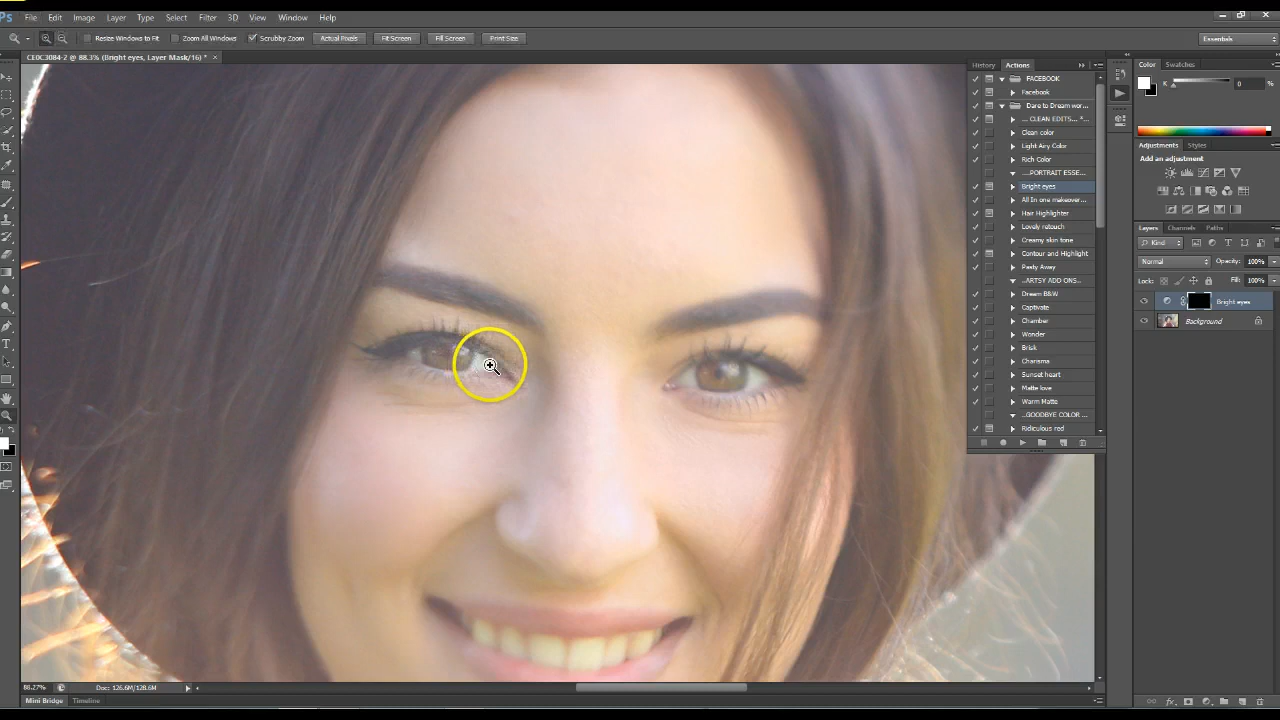 Ps File Edit Image Layer Type Select Filter 3D View Window Help
Resize Windows to Fit Zoom All Windows Scrubby Zoom Actual Pixels Fit Screen Fill Screen Print Size Essentials
CE0C3084-2 @ 88.3% (Bright eyes, Layer Mask/16) * ×
History Actions
FACEBOOK
Facebook
Dare to Dream wor...
... CLEAN EDITS... *...
Clean color
Light Airy Color
Rich Color
....PORTRAIT ESSE...
Bright eyes
All In one makeover...
Hair Highlighter
Lovely retouch
Creamy skin tone
Contour and Highlight
Pasty Away
..ARTSY ADD ONS...
Dream B&W
Captivate
Chamber
Wonder
Brisk
Charisma
Sunset heart
Matte love
Warm Matte
..GOODBYE COLOR ...
Ridiculous red
Color Swatches
K 0 %
Adjustments Styles
Add an adjustment
Layers Channels Paths
Kind
Normal Opacity: 100%
Lock: Fill: 100%
Bright eyes
Background
88.27% Doc: 126.6M/128.6M
Mini Bridge Timeline